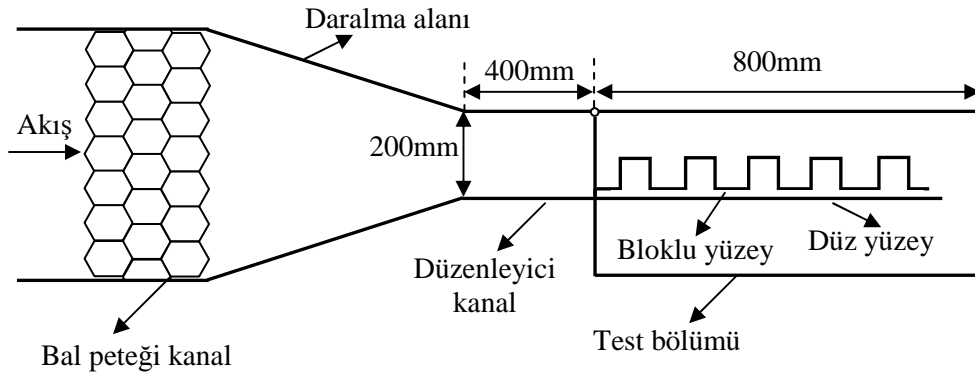 Daralma alanı
400mm
800mm
Akış
200mm
Bloklu yüzey
Düz yüzey
Düzenleyici
kanal
Test bölümü
Bal peteği kanal